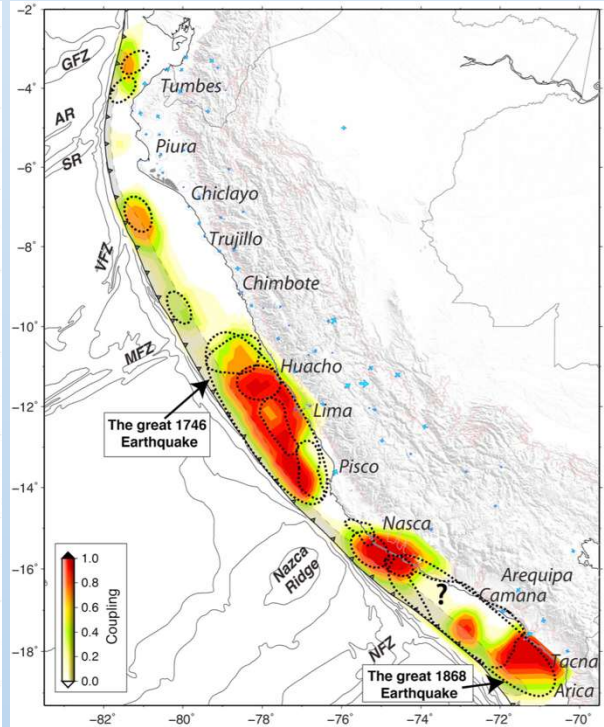 −2
−4
−6
−8
−10
−12
−14
−16
−18
GFZ
AR
SR
VFZ
MFZ
Tumbes
Piura
Chiclayo
Trujillo
Chimbote
Huacho
The great 1746
Earthquake
Lima
Pisco
Nasca
Nazca
Ridge
Arequipa
Camana
?
NFZ
Tacna
The great 1868
Earthquake
Arica
1.0
0.8
0.6
0.4
0.2
0.0
Coupling
−82
−80
−78
−76
−74
−72
−70